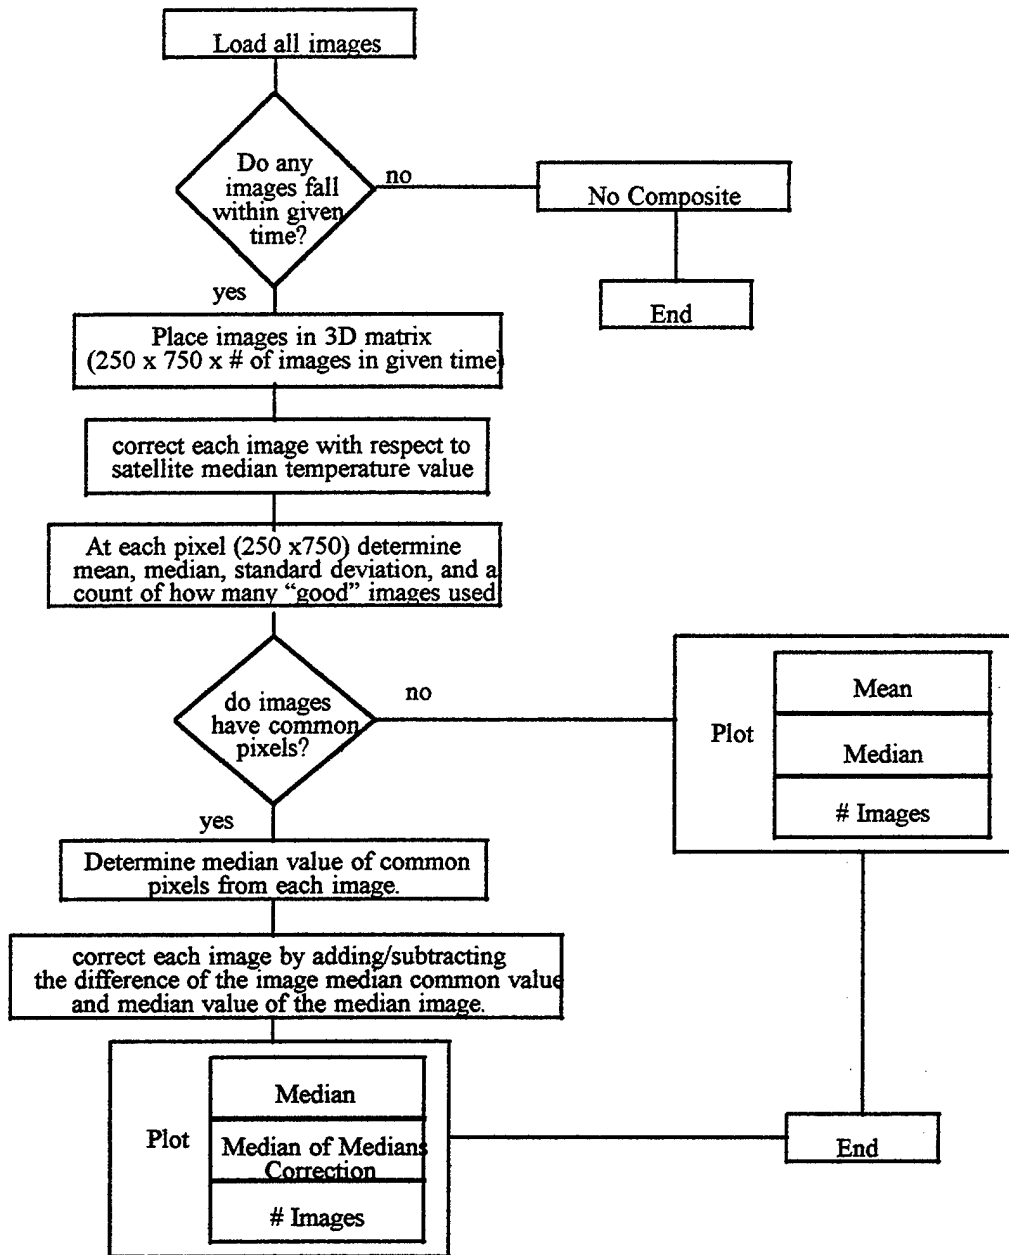 Load all images
Do any
images fall
within given
time?
no
No Composite
End
yes
Place images in 3D matrix
(250 x 750 x # of images in given time)
correct each image with respect to
satellite median temperature value
At each pixel (250 x750) determine
mean, median, standard deviation, and a
count of how many “good” images used
do images
have common
pixels?
no
Plot
Mean
Median
# Images
yes
Determine median value of common
pixels from each image.
correct each image by adding/subtracting
the difference of the image median common value
and median value of the median image.
Plot
Median
Median of Medians
Correction
# Images
End